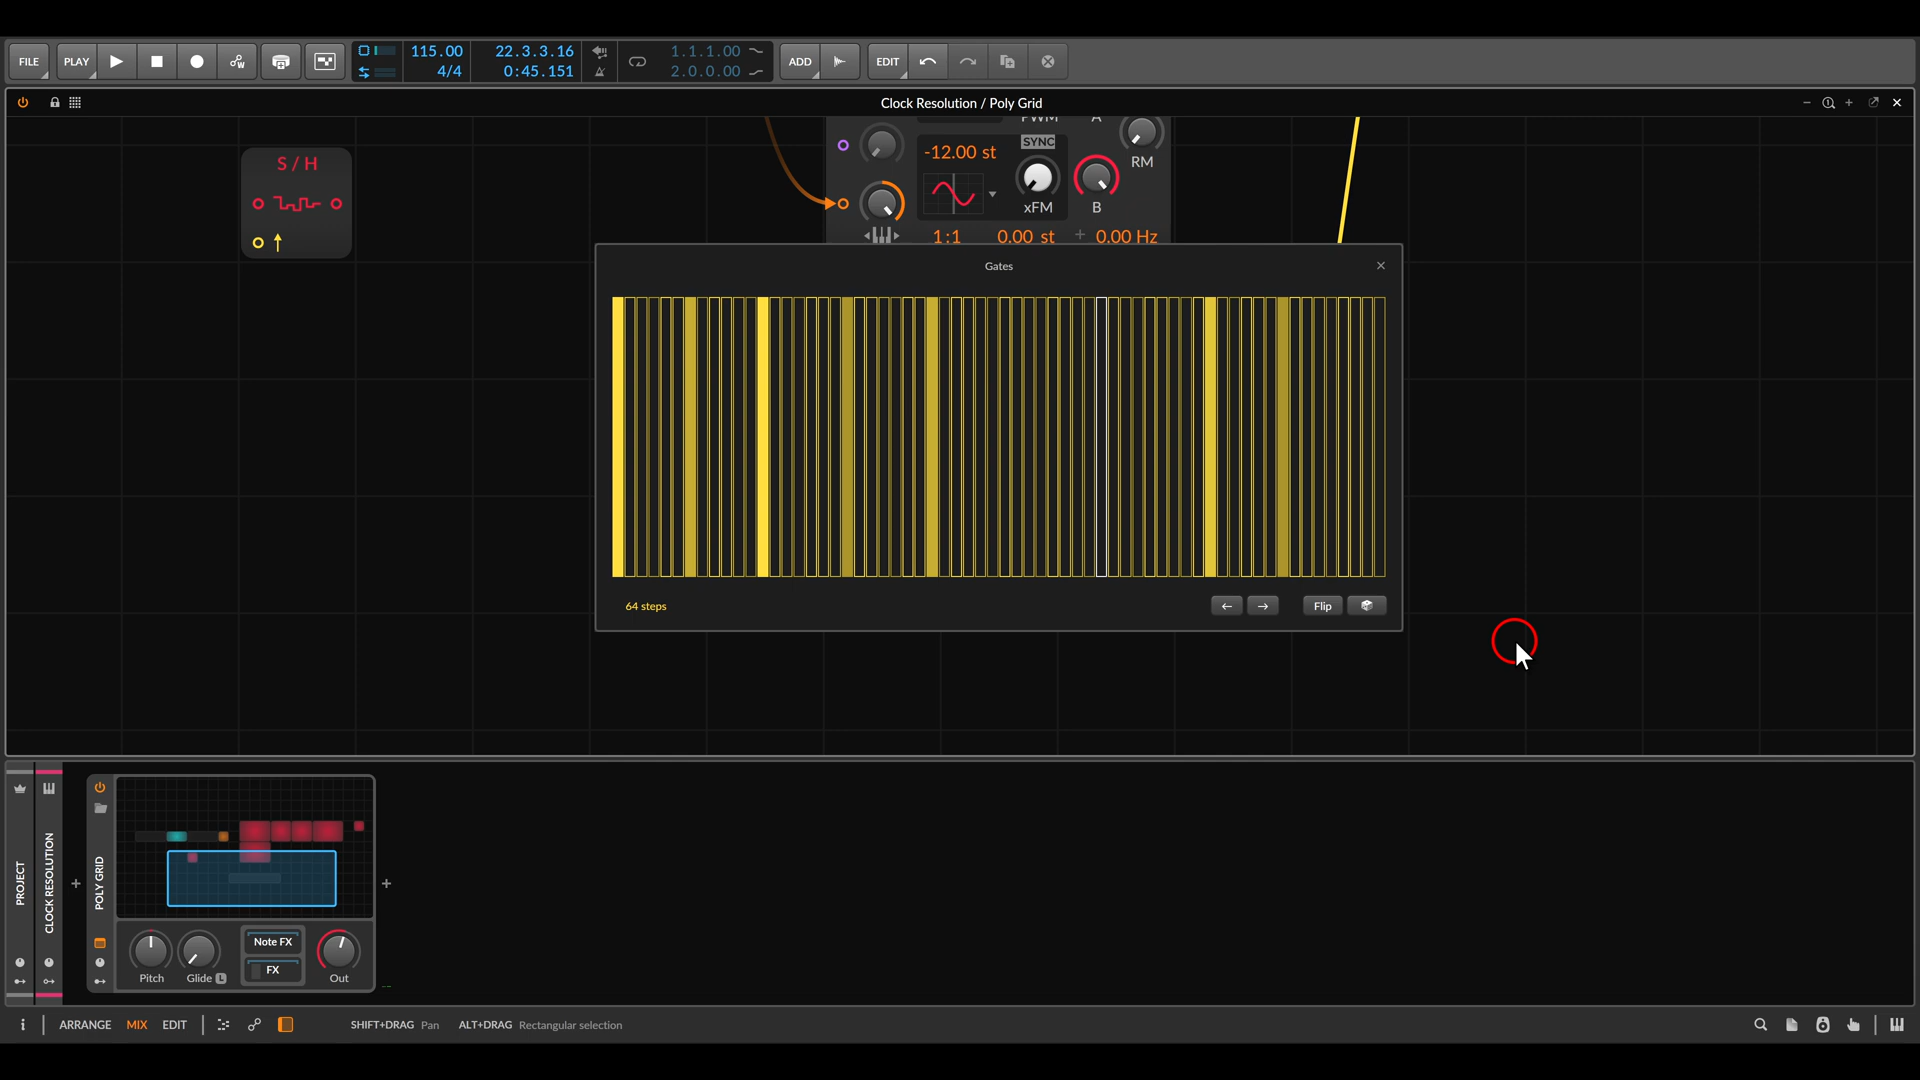 FILE
PLAY
115.00
4/4
22.3.3.16
0:45.151
1.1.1.00
2.0.0.00
ADD
EDIT
Clock Resolution / Poly Grid
S / H
PWM
A
-12.00 st
SYNC
RM
xFM
B
1:1
0.00 st
+
0.00 Hz
Gates
64 steps
←
→
Flip
PROJECT
CLOCK RESOLUTION
POLY GRID
Pitch
Glide
L
Note FX
FX
Out
i
ARRANGE
MIX
EDIT
SHIFT+DRAG Pan
ALT+DRAG Rectangular selection